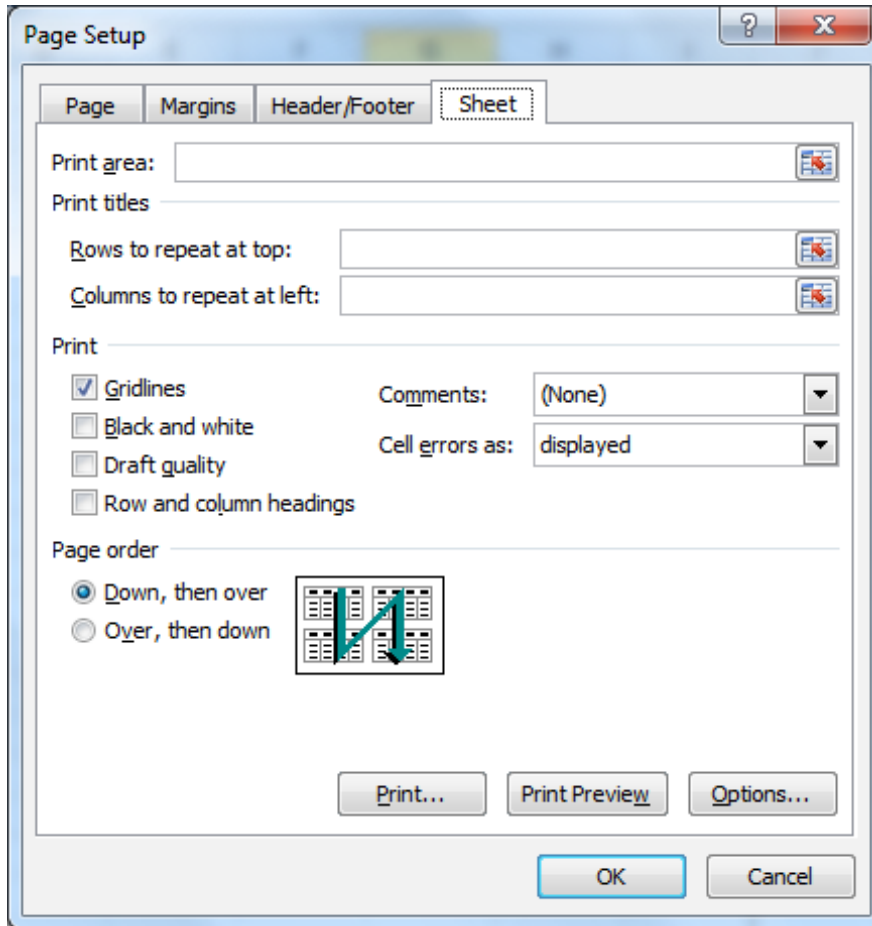 Page Setup
Page Margins Header/Footer Sheet
Print area:
Print titles
Rows to repeat at top:
Columns to repeat at left:
Print
Gridlines
Comments: (None)
Black and white
Cell errors as: displayed
Draft quality
Row and column headings
Page order
Down, then over
Over, then down
Print... Print Preview Options...
OK Cancel